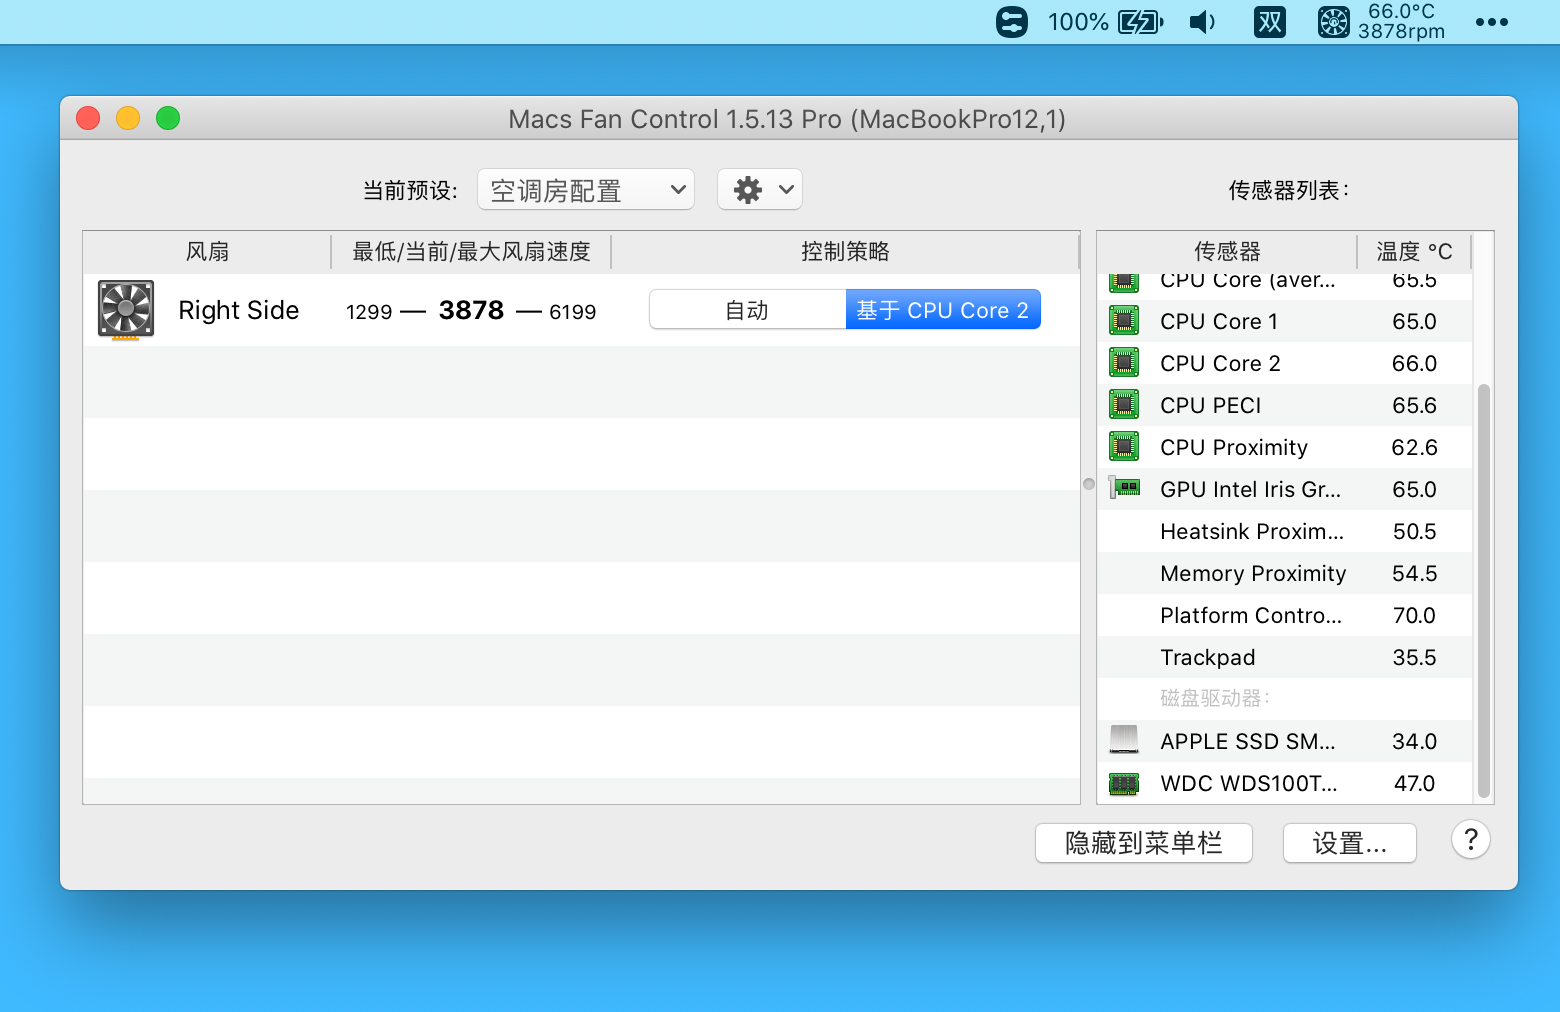 100% 双 66.0°C
3878rpm
Macs Fan Control 1.5.13 Pro (MacBookPro12,1)
当前预设: 空调房配置 传感器列表:
风扇 最低/当前/最大风扇速度 控制策略
Right Side 1299 — 3878 — 6199 自动 基于 CPU Core 2
传感器 温度 °C
CPU Core (aver... 65.5
CPU Core 1 65.0
CPU Core 2 66.0
CPU PECI 65.6
CPU Proximity 62.6
GPU Intel Iris Gr... 65.0
Heatsink Proxim... 50.5
Memory Proximity 54.5
Platform Contro... 70.0
Trackpad 35.5
磁盘驱动器:
APPLE SSD SM... 34.0
WDC WDS100T... 47.0
隐藏到菜单栏 设置... ?